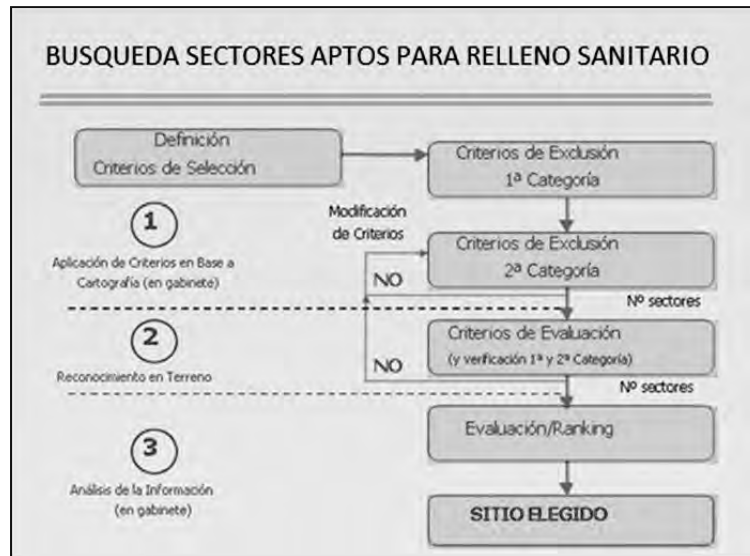 BUSQUEDA SECTORES APTOS PARA RELLENO SANITARIO
Definición
Criterios de Selección
Criterios de Exclusión
1ª Categoría
1
Aplicación de Criterios en Base a
Cartografía (en gabinete)
Modificación
de Criterios
Criterios de Exclusión
2ª Categoría
NO
Nº sectores
2
Reconocimiento en Terreno
Criterios de Evaluación
(y verificación 1ª y 2ª Categoría)
NO
Nº sectores
3
Análisis de la Información
(en gabinete)
Evaluación/Ranking
SITIO ELEGIDO